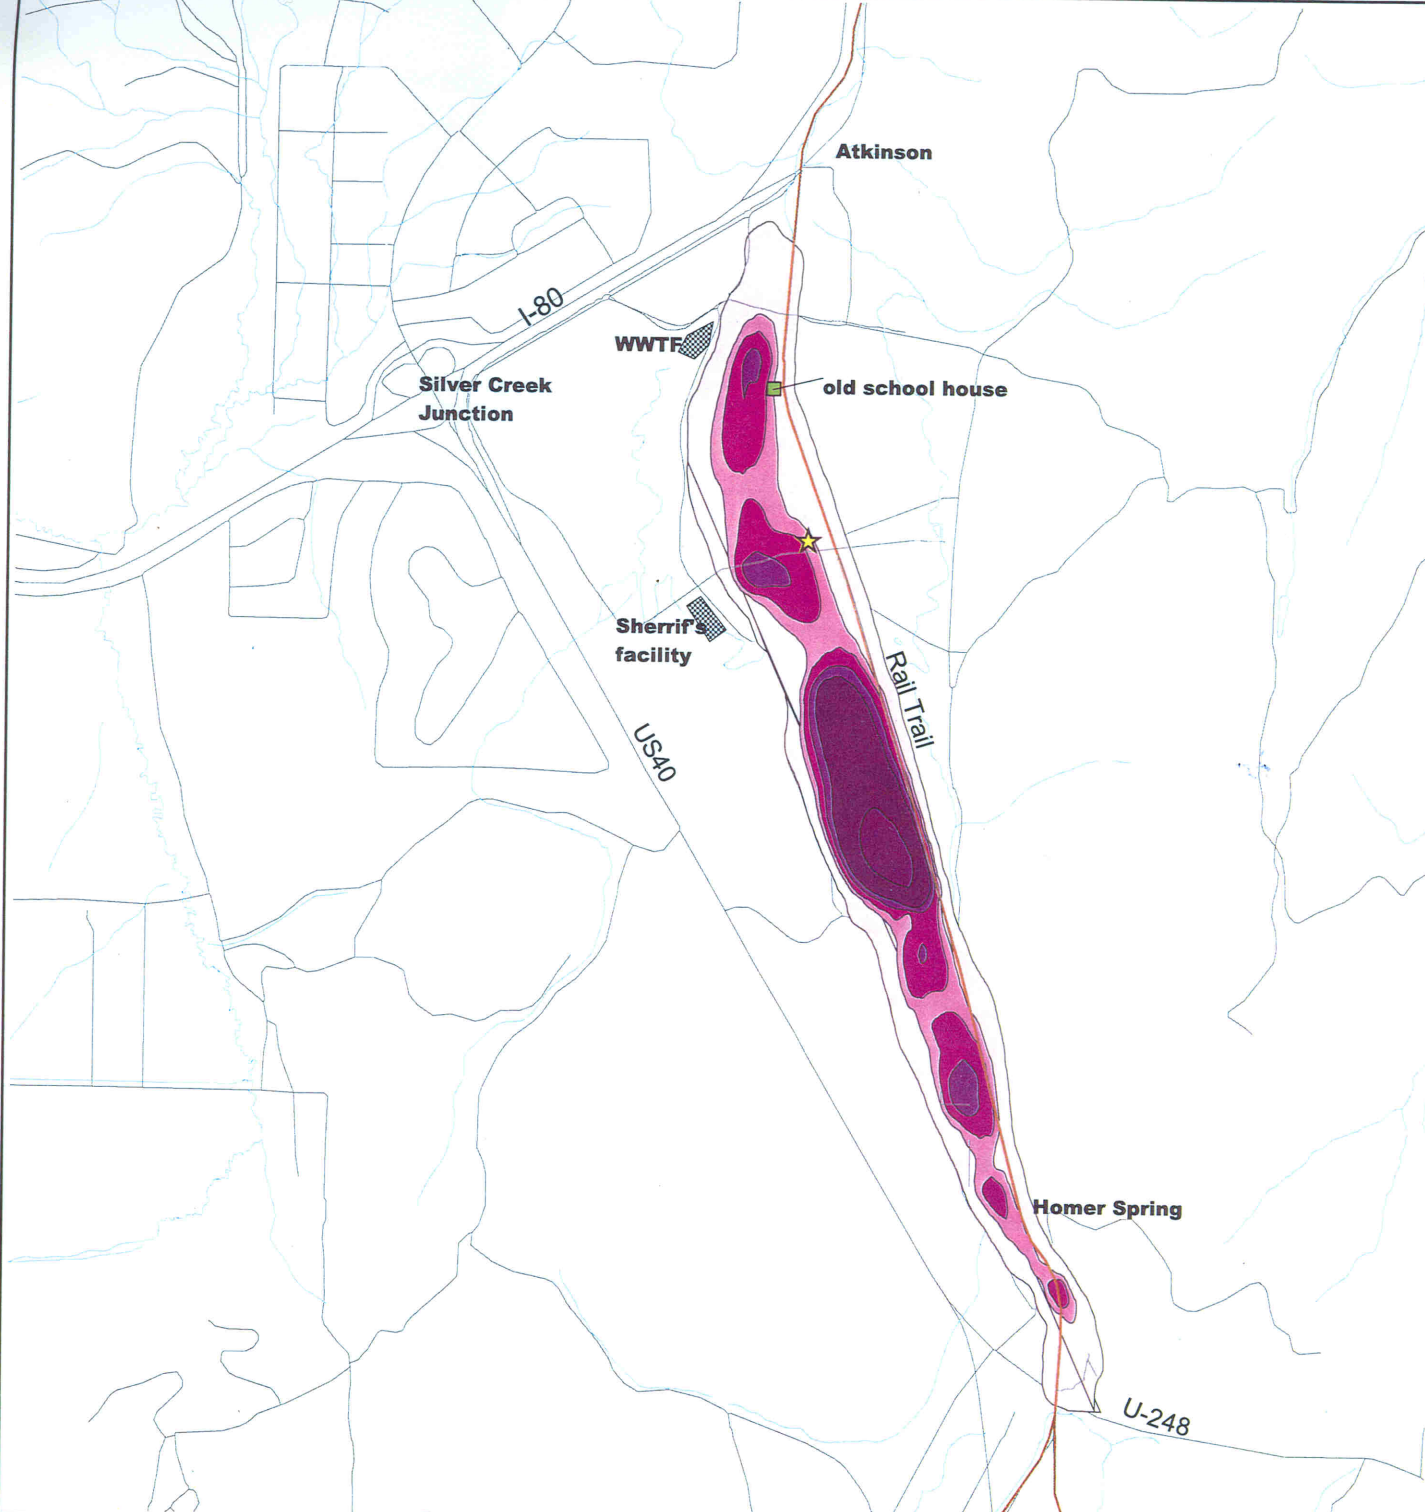 Atkinson
I-80
WWTF
Silver Creek
Junction
old school house
Sherrif's
facility
Rail Trail
US40
Homer Spring
U-248